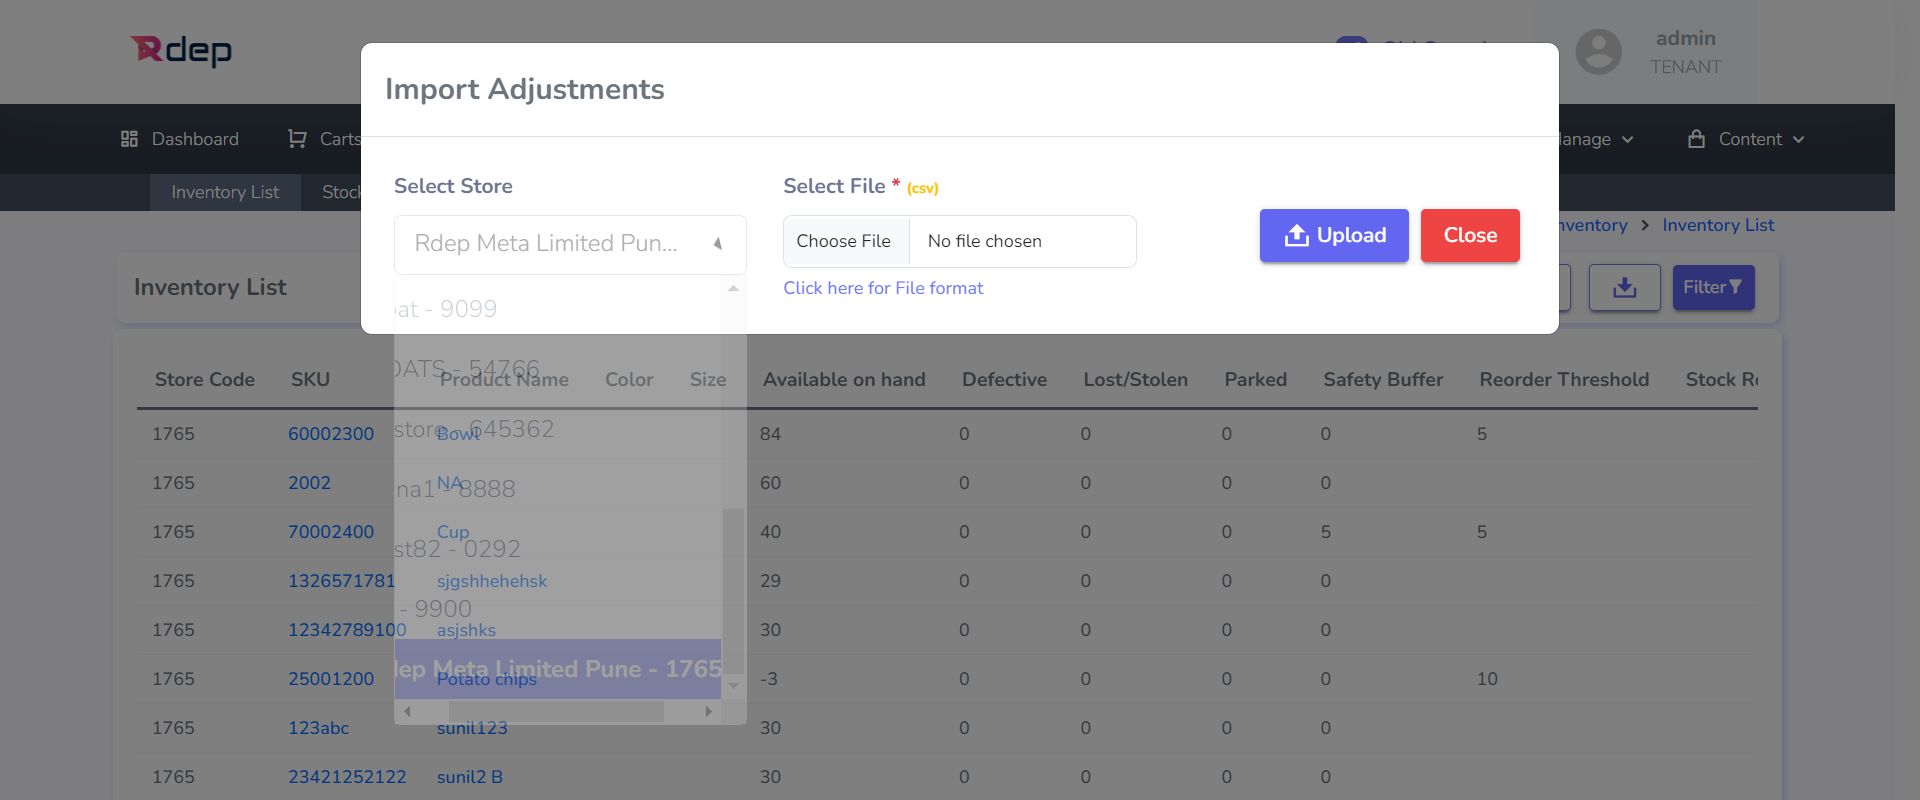 Rdep
admin
TENANT
Import Adjustments
Dashboard
Carts
Content
Inventory List
Stock
Select Store
Select File * (csv)
Rdep Meta Limited Pun...
Choose File
No file chosen
Upload
Close
Click here for File format
Inventory List
Inventory List
Filter
- 9099
- 54766
store - 645362
- 8888
- 0292
- 9900
Meta Limited Pune - 1765
Store Code SKU Product Name Color Size Available on hand Defective Lost/Stolen Parked Safety Buffer Reorder Threshold Stock
1765 60002300 Bowl 84 0 0 0 0 5
1765 2002 NA 60 0 0 0 0
1765 70002400 Cup 40 0 0 0 5 5
1765 1326571781 sjgshhehehsk 29 0 0 0 0
1765 12342789100 asjshks 30 0 0 0 0
1765 25001200 Potato chips -3 0 0 0 0 10
1765 123abc sunil123 30 0 0 0 0
1765 23421252122 sunil2 B 30 0 0 0 0